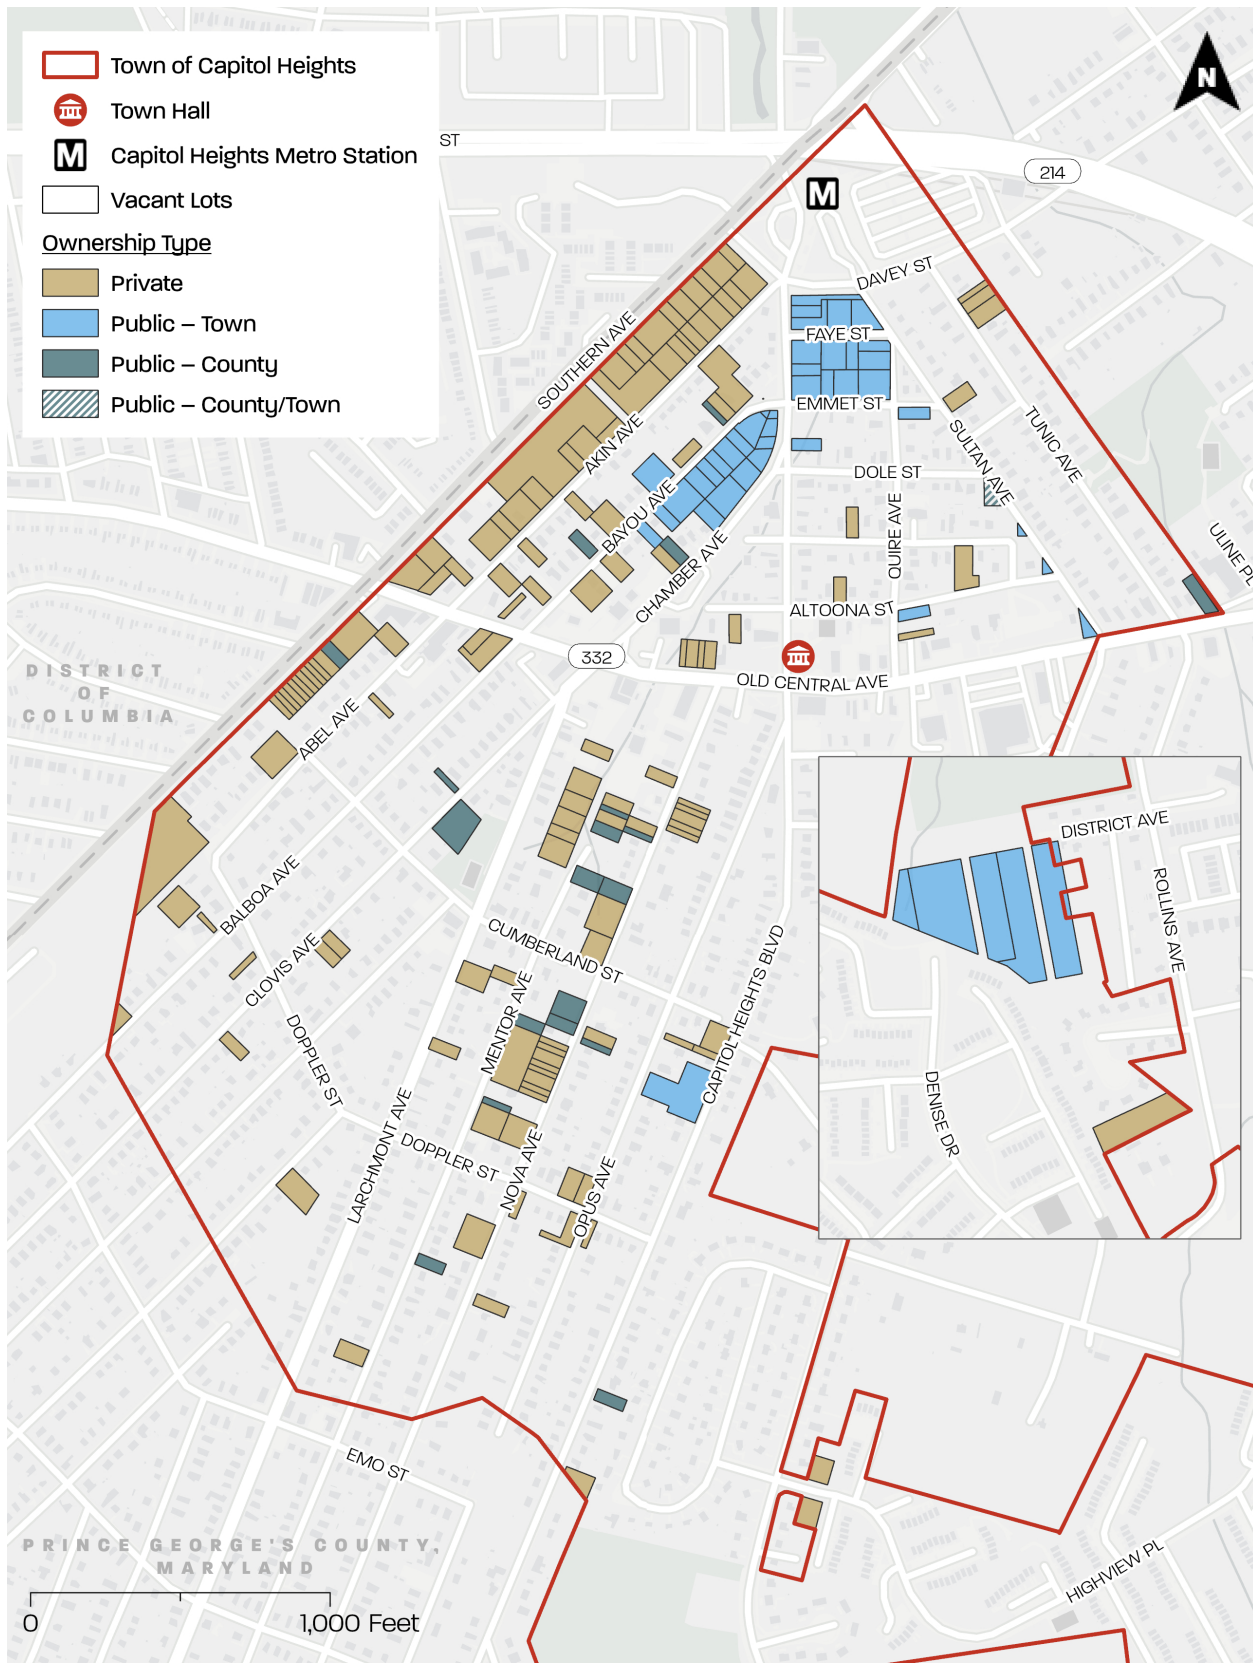 Town of Capitol Heights
Town Hall
M Capitol Heights Metro Station
Vacant Lots
Ownership Type
Private
Public – Town
Public – County
Public – County/Town
N
ST
214
M
DAVEY ST
SOUTHERN AVE
FAYE ST
EMMET ST
AKIN AVE
TUNIC AVE
SULTAN AVE
DOLE ST
BAYOU AVE
QUIRE AVE
ULINE PL
CHAMBER AVE
ALTOONA ST
332
OLD CENTRAL AVE
DISTRICT
OF
COLUMBIA
ABEL AVE
DISTRICT AVE
ROLLINS AVE
BALBOA AVE
CUMBERLAND ST
CLOVIS AVE
CAPITOL HEIGHTS BLVD
MENTOR AVE
DOPPLER ST
DENISE DR
LARCHMONT AVE
DOPPLER ST
NOVA AVE
OPUS AVE
EMO ST
PRINCE GEORGE'S COUNTY,
MARYLAND
HIGHVIEW PL
0 1,000 Feet